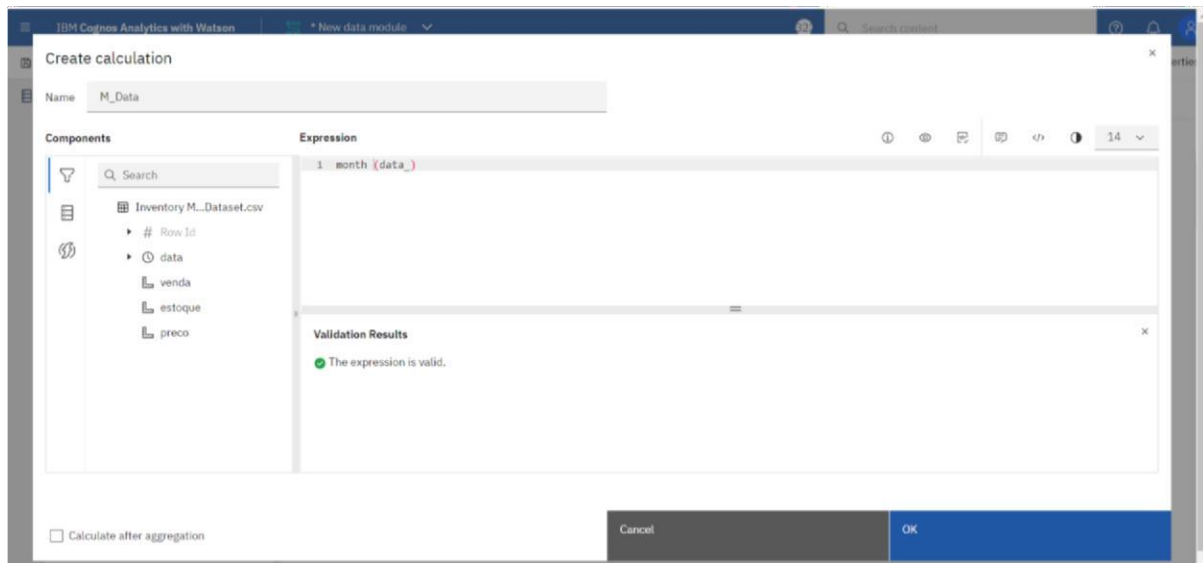 IBM Cognos Analytics with Watson
* New data module
32
Search content
Create calculation
Name M_Data
Components
Expression
14
Search
1 month (data_)
Inventory M...Dataset.csv
# Row Id
data
venda
estoque
preco
Validation Results
The expression is valid.
Calculate after aggregation
Cancel
OK